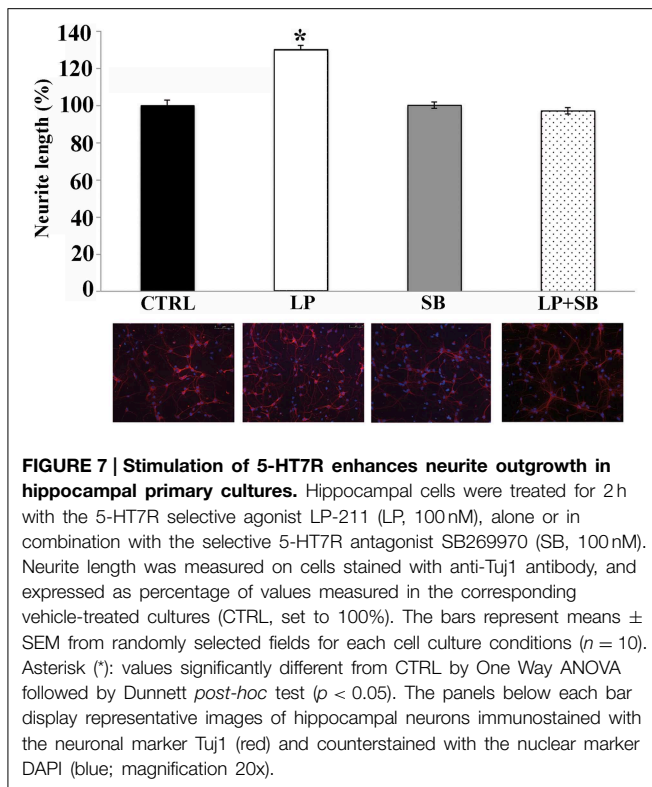 Neurite length (%)
140
120
100
80
60
40
20
0
*
CTRL LP SB LP+SB
FIGURE 7 | Stimulation of 5-HT7R enhances neurite outgrowth in
hippocampal primary cultures. Hippocampal cells were treated for 2 h
with the 5-HT7R selective agonist LP-211 (LP, 100 nM), alone or in
combination with the selective 5-HT7R antagonist SB269970 (SB, 100 nM).
Neurite length was measured on cells stained with anti-Tuj1 antibody, and
expressed as percentage of values measured in the corresponding
vehicle-treated cultures (CTRL, set to 100%). The bars represent means ±
SEM from randomly selected fields for each cell culture conditions (n = 10).
Asterisk (*): values significantly different from CTRL by One Way ANOVA
followed by Dunnett post-hoc test (p < 0.05). The panels below each bar
display representative images of hippocampal neurons immunostained with
the neuronal marker Tuj1 (red) and counterstained with the nuclear marker
DAPI (blue; magnification 20x).